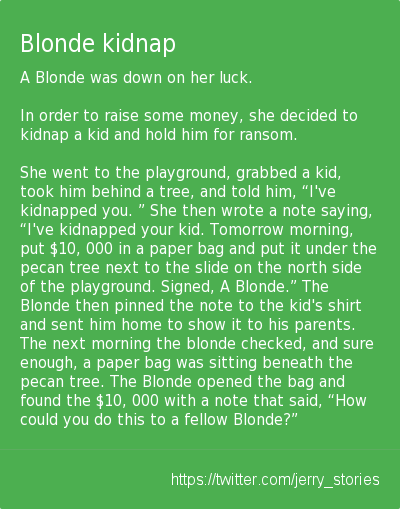 Blonde kidnap
A Blonde was down on her luck.
In order to raise some money, she decided to
kidnap a kid and hold him for ransom.
She went to the playground, grabbed a kid,
took him behind a tree, and told him, “I've
kidnapped you. ” She then wrote a note saying,
“I've kidnapped your kid. Tomorrow morning,
put $10, 000 in a paper bag and put it under the
pecan tree next to the slide on the north side
of the playground. Signed, A Blonde.” The
Blonde then pinned the note to the kid's shirt
and sent him home to show it to his parents.
The next morning the blonde checked, and sure
enough, a paper bag was sitting beneath the
pecan tree. The Blonde opened the bag and
found the $10, 000 with a note that said, “How
could you do this to a fellow Blonde?”
https://twitter.com/jerry_stories